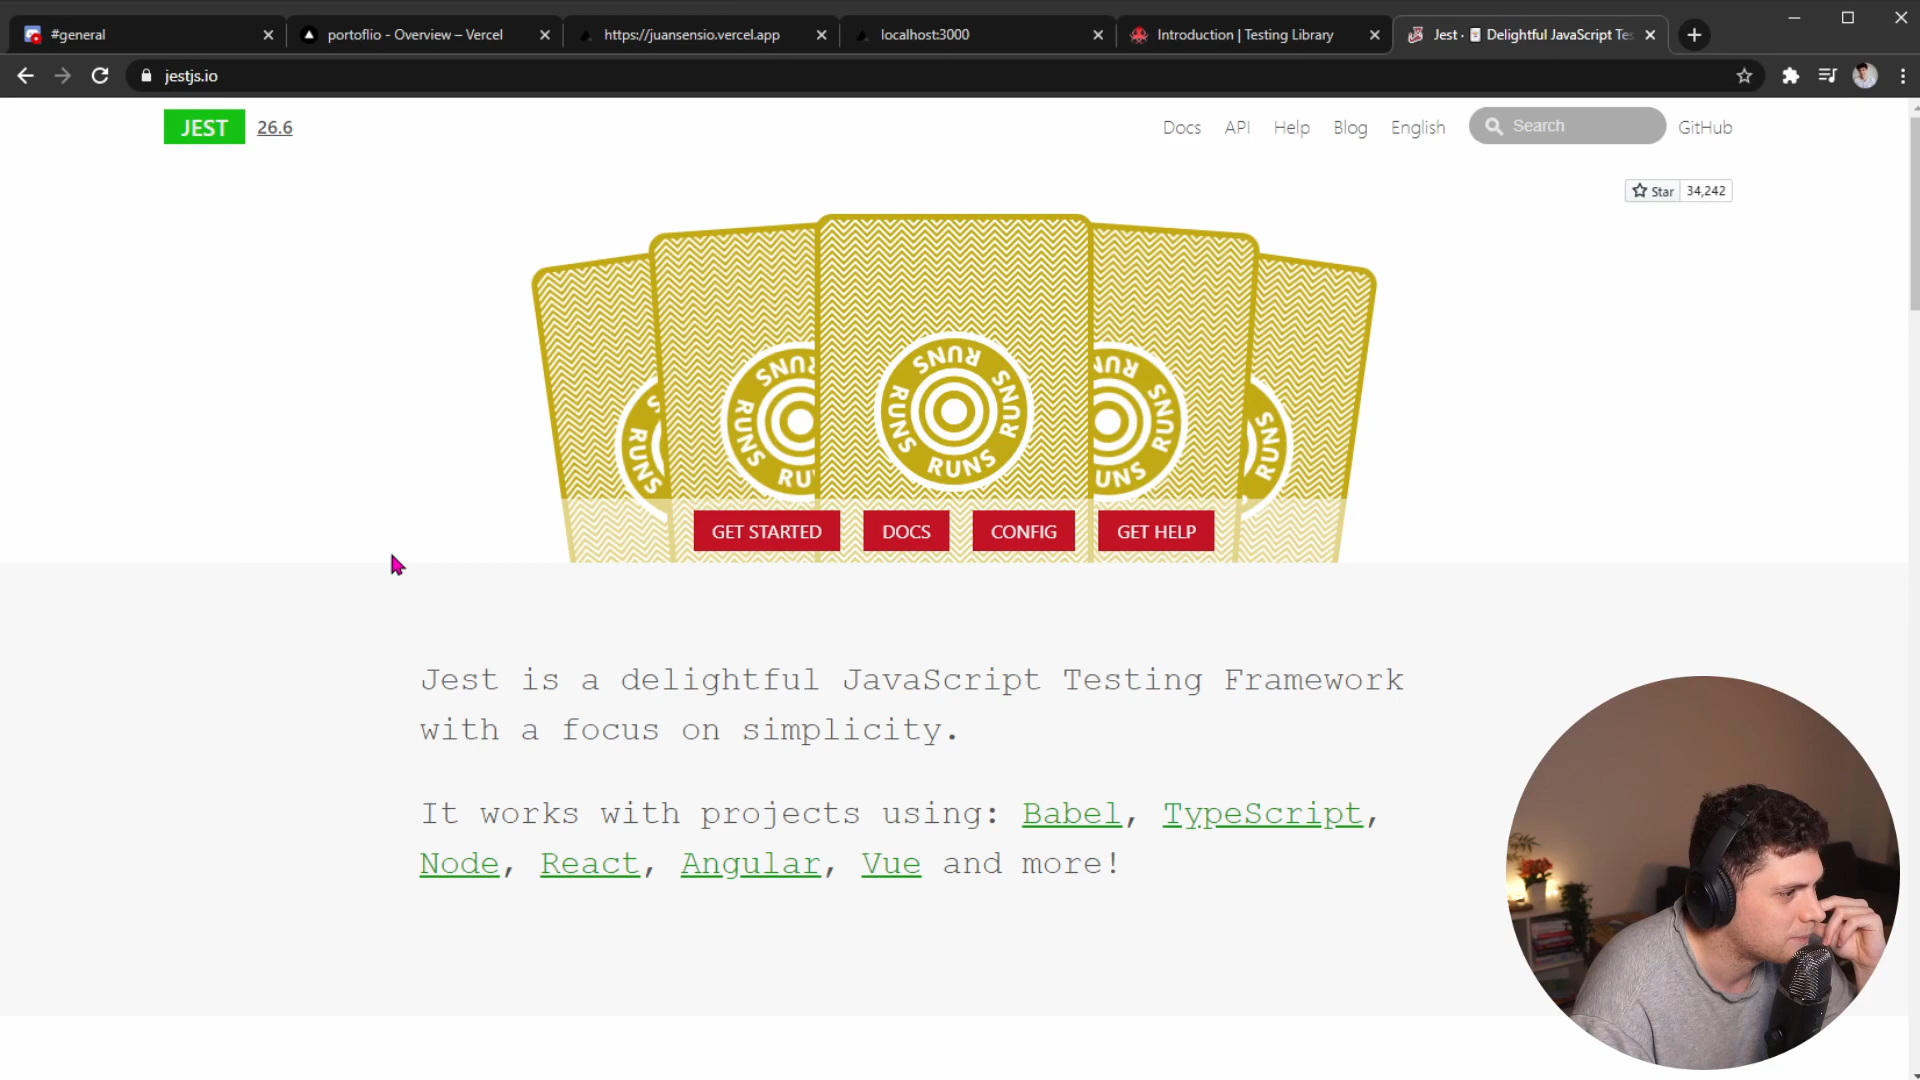 #general
portoflio - Overview – Vercel
https://juansensio.vercel.app
localhost:3000
Introduction | Testing Library
Jest · Delightful JavaScript Tes
jestjs.io
JEST 26.6
Docs API Help Blog English Search GitHub
Star 34,242
RUNS RUNS RUNS RUNS RUNS
GET STARTED DOCS CONFIG GET HELP
Jest is a delightful JavaScript Testing Framework
with a focus on simplicity.
It works with projects using: Babel, TypeScript,
Node, React, Angular, Vue and more!